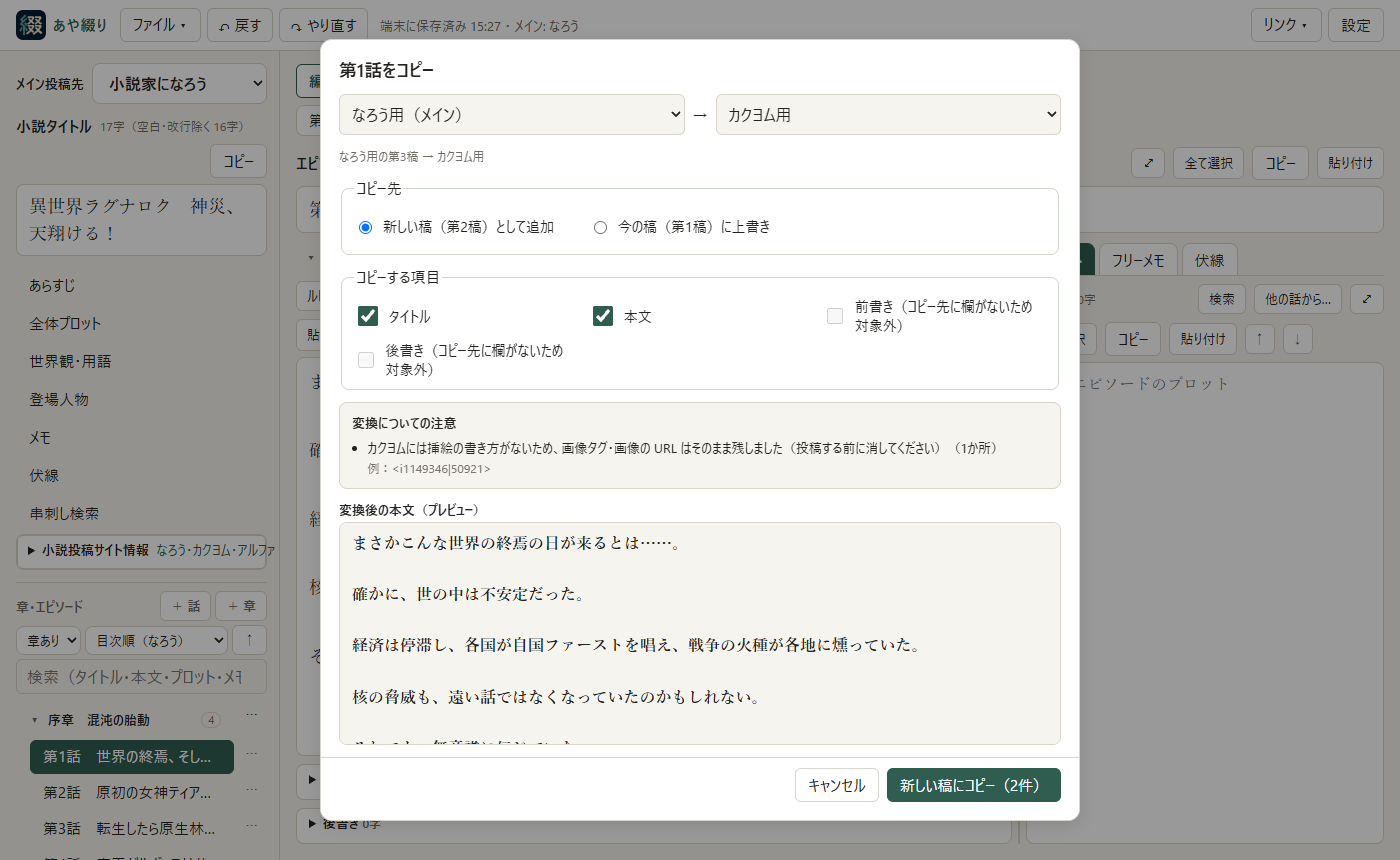 綴 あや綴り ファイル ▾ 戻す やり直す 端末に保存済み 15:27・メイン: なろう リンク ▾ 設定
メイン投稿先 小説家になろう
小説タイトル 17字（空白・改行除く 16字）
コピー
異世界ラグナロク　神災、
天翔ける！
あらすじ
全体プロット
世界観・用語
登場人物
メモ
伏線
串刺し検索
▶ 小説投稿サイト情報 なろう・カクヨム・アルファ
章・エピソード ＋ 話 ＋ 章
章あり 目次順（なろう） ↑
検索（タイトル・本文・プロット・メモ
▾ 序章　混沌の胎動 4 …
第1話　世界の終焉、そし... …
第2話　原初の女神ティア... …
第3話　転生したら原生林... …
第1話をコピー
なろう用（メイン） → カクヨム用
なろう用の第3稿 → カクヨム用
コピー先
新しい稿（第2稿）として追加 今の稿（第1稿）に上書き
コピーする項目
タイトル 本文 前書き（コピー先に欄がないため
対象外）
後書き（コピー先に欄がないため
対象外）
変換についての注意
• カクヨムには挿絵の書き方がないため、画像タグ・画像の URL はそのまま残しました（投稿する前に消してください）（1か所）
例：<i1149346|50921>
変換後の本文（プレビュー）
まさかこんな世界の終焉の日が来るとは……。
確かに、世の中は不安定だった。
経済は停滞し、各国が自国ファーストを唱え、戦争の火種が各地に燻っていた。
核の脅威も、遠い話ではなくなっていたのかもしれない。
キャンセル 新しい稿にコピー（2件）
編
第
エピ
第
ル
貼
ま
確
経
核
そ
▶
▶ 後書き 0字
全て選択 コピー 貼り付け
フリーメモ 伏線
0字 検索 他の話から...
択 コピー 貼り付け ↑ ↓
エピソードのプロット